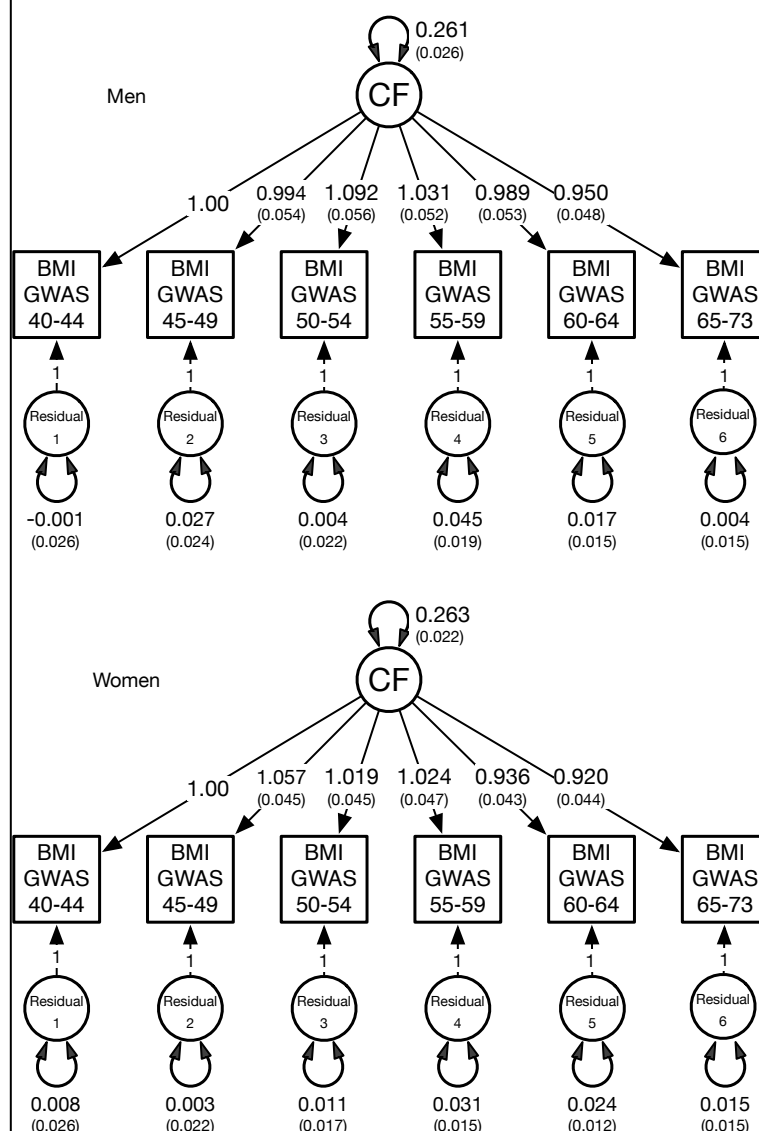 0.261
(0.026)
Men
CF
1.00 0.994 1.092 1.031 0.989 0.950
(0.054) (0.056) (0.052) (0.053) (0.048)
BMI BMI BMI BMI BMI BMI
GWAS GWAS GWAS GWAS GWAS GWAS
40-44 45-49 50-54 55-59 60-64 65-73
1 1 1 1 1 1
Residual Residual Residual Residual Residual Residual
1 2 3 4 5 6
-0.001 0.027 0.004 0.045 0.017 0.004
(0.026) (0.024) (0.022) (0.019) (0.015) (0.015)
0.263
(0.022)
Women
CF
1.00 1.057 1.019 1.024 0.936 0.920
(0.045) (0.045) (0.047) (0.043) (0.044)
BMI BMI BMI BMI BMI BMI
GWAS GWAS GWAS GWAS GWAS GWAS
40-44 45-49 50-54 55-59 60-64 65-73
1 1 1 1 1 1
Residual Residual Residual Residual Residual Residual
1 2 3 4 5 6
0.008 0.003 0.011 0.031 0.024 0.015
(0.026) (0.022) (0.017) (0.015) (0.012) (0.015)